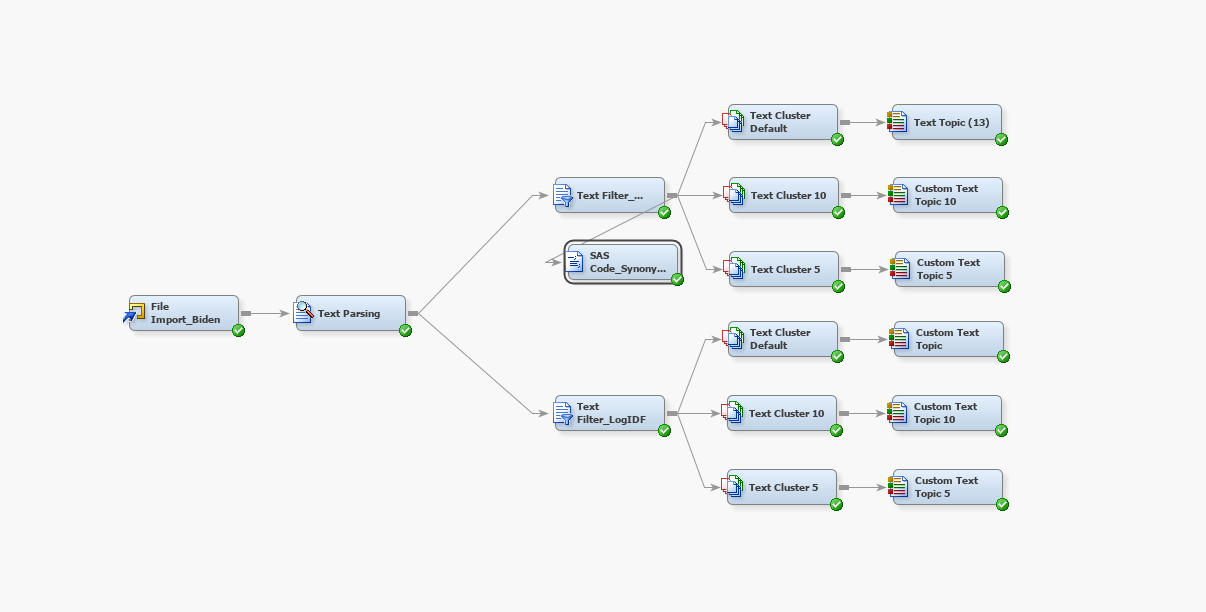 Text Cluster
Default
Text Topic (13)
Text Filter_...
Text Cluster 10
Custom Text
Topic 10
SAS
Code_Synony...
Text Cluster 5
Custom Text
Topic 5
File
Import_Biden
Text Parsing
Text Cluster
Default
Custom Text
Topic
Text
Filter_LogIDF
Text Cluster 10
Custom Text
Topic 10
Text Cluster 5
Custom Text
Topic 5